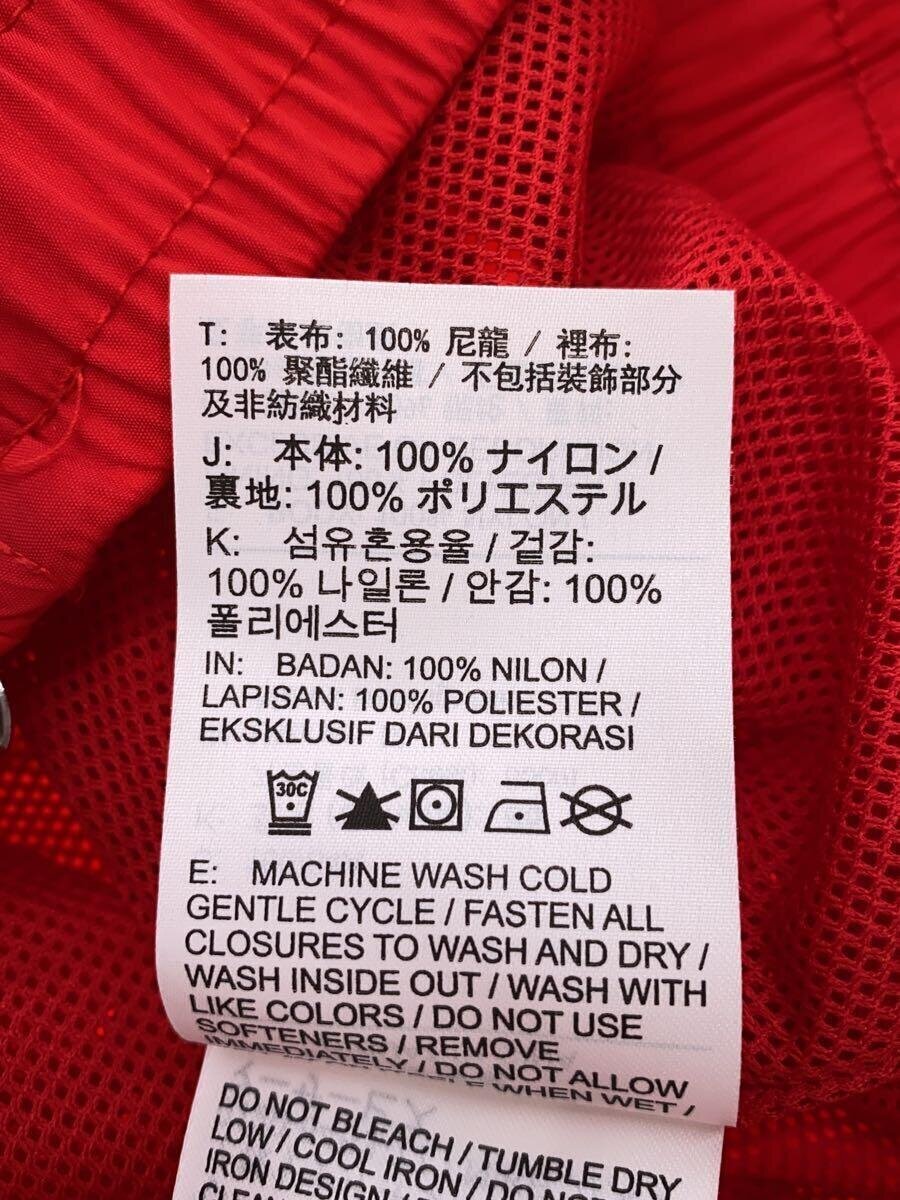 T: 表布: 100% 尼龍 / 裡布:
100% 聚酯纖維 / 不包括裝飾部分
及非紡織材料
J: 本体: 100% ナイロン /
裏地: 100% ポリエステル
K: 섬유혼용율 / 겉감:
100% 나일론 / 안감: 100%
폴리에스터
IN: BADAN: 100% NILON /
LAPISAN: 100% POLIESTER /
EKSKLUSIF DARI DEKORASI
30C
E: MACHINE WASH COLD
GENTLE CYCLE / FASTEN ALL
CLOSURES TO WASH AND DRY /
WASH INSIDE OUT / WASH WITH
LIKE COLORS / DO NOT USE
SOFTENERS / REMOVE
IMMEDIATELY / DO NOT ALLOW
WHEN WET /
DO NOT BLEACH / TUMBLE DRY
LOW / COOL IRON / DO NOT
IRON DESIGN /